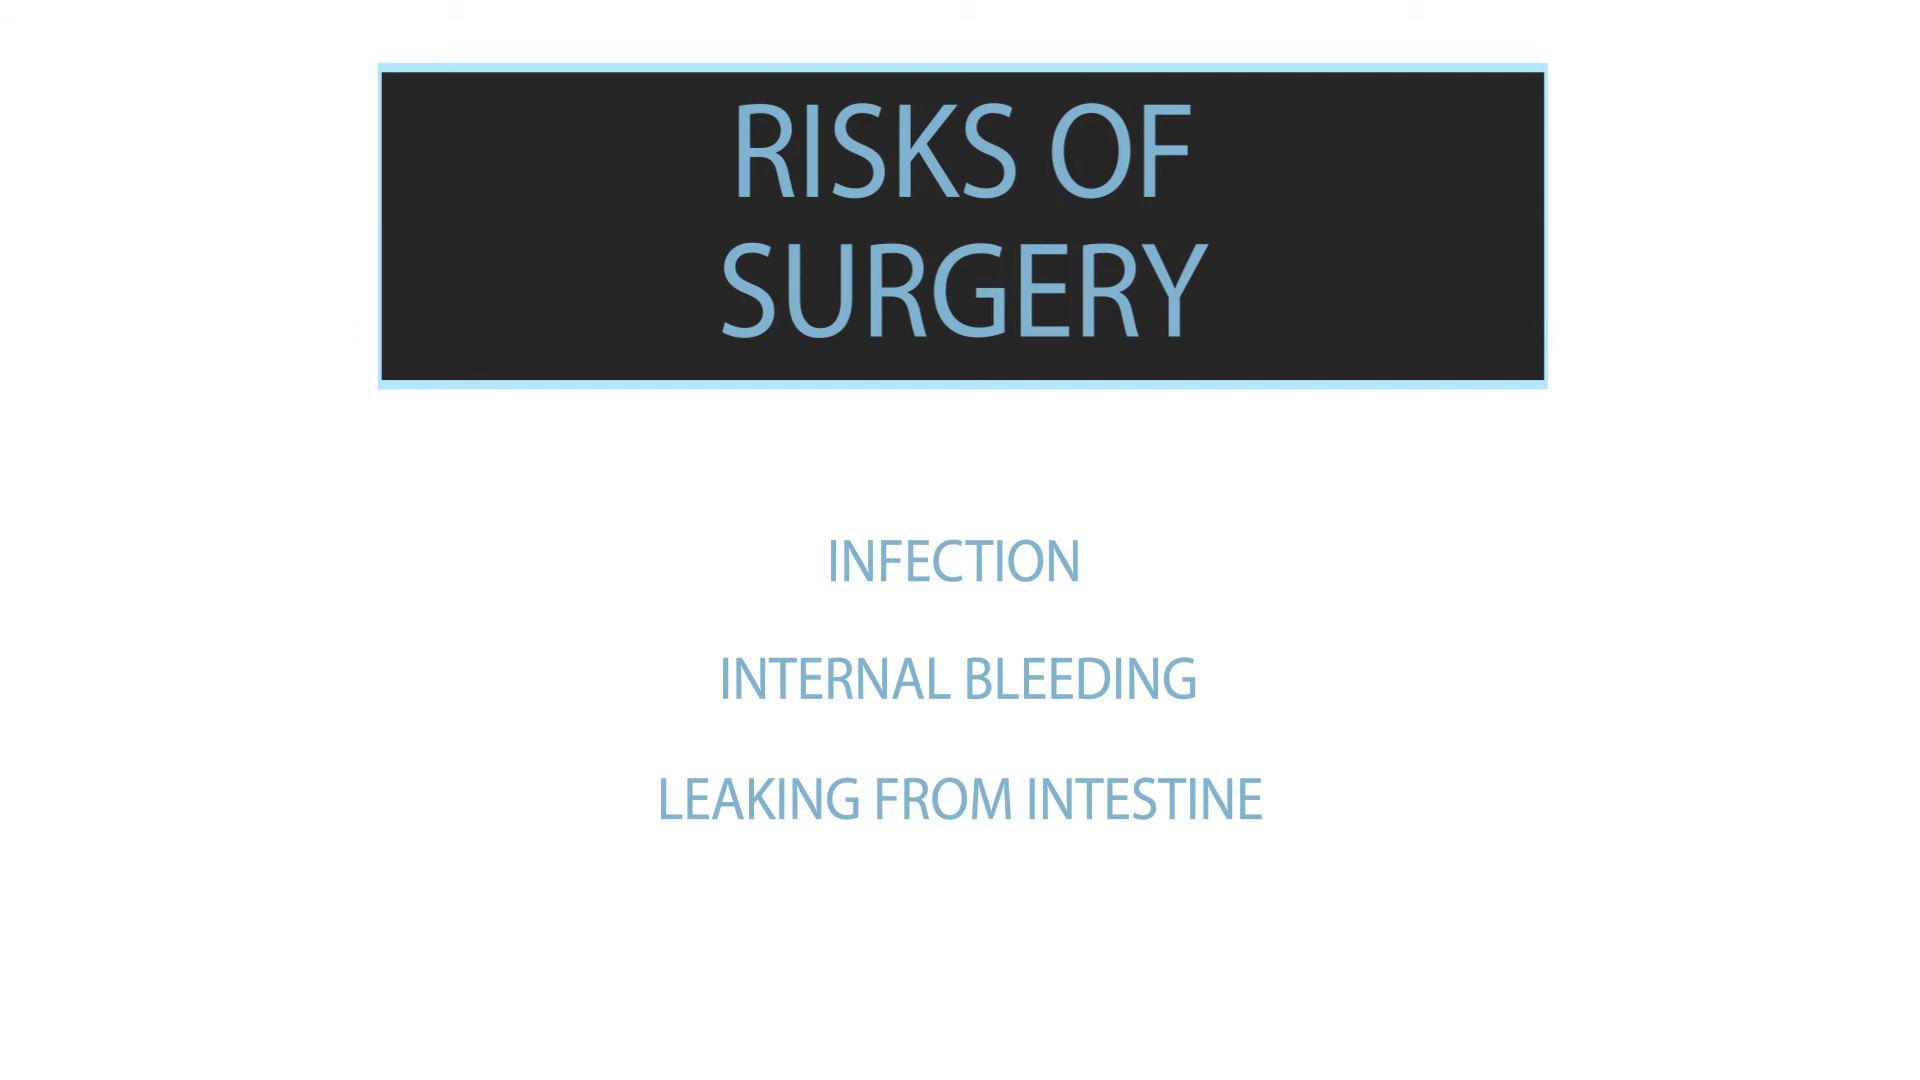 RISKS OF
SURGERY
INFECTION
INTERNAL BLEEDING
LEAKING FROM INTESTINE